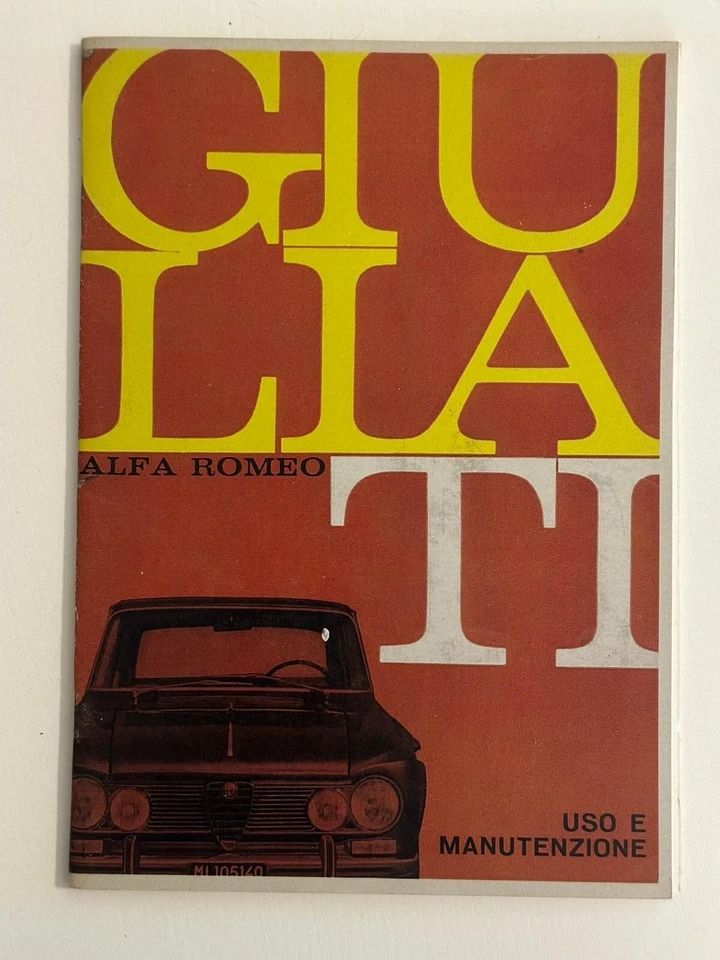 GIU
LIA
ALFA ROMEO
TI
USO E
MANUTENZIONE
MI 105140